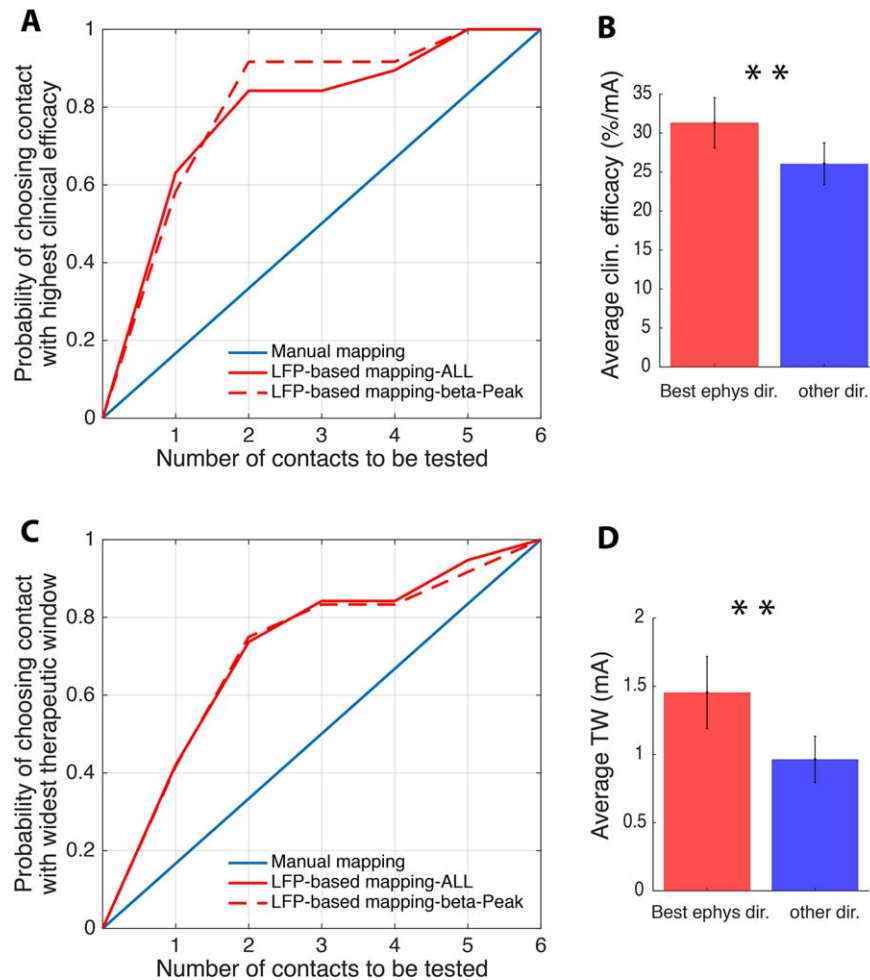 A
Probability of choosing contact
with highest clinical efficacy
1
0.8
0.6
0.4
0.2
0
1 2 3 4 5 6
Number of contacts to be tested
Manual mapping
LFP-based mapping-ALL
LFP-based mapping-beta-Peak
B
Average clin. efficacy (%/mA)
* *
35
30
25
20
15
10
5
0
Best ephys dir. other dir.
C
Probability of choosing contact
with widest therapeutic window
1
0.8
0.6
0.4
0.2
0
1 2 3 4 5 6
Number of contacts to be tested
Manual mapping
LFP-based mapping-ALL
LFP-based mapping-beta-Peak
D
Average TW (mA)
* *
2
1.5
1
0.5
0
Best ephys dir. other dir.